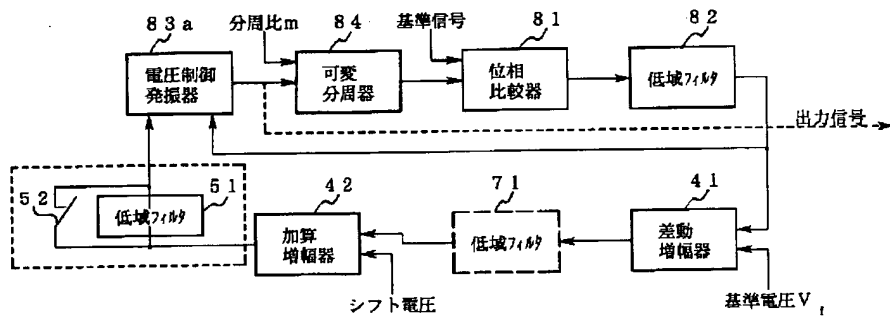 83a
分周比m
84
基準信号
81
82
電圧制御
発振器
可変
分周器
位相
比較器
低域フィルタ
出力信号
52
51
低域フィルタ
42
加算
増幅器
シフト電圧
71
低域フィルタ
41
差動
増幅器
基準電圧V₁